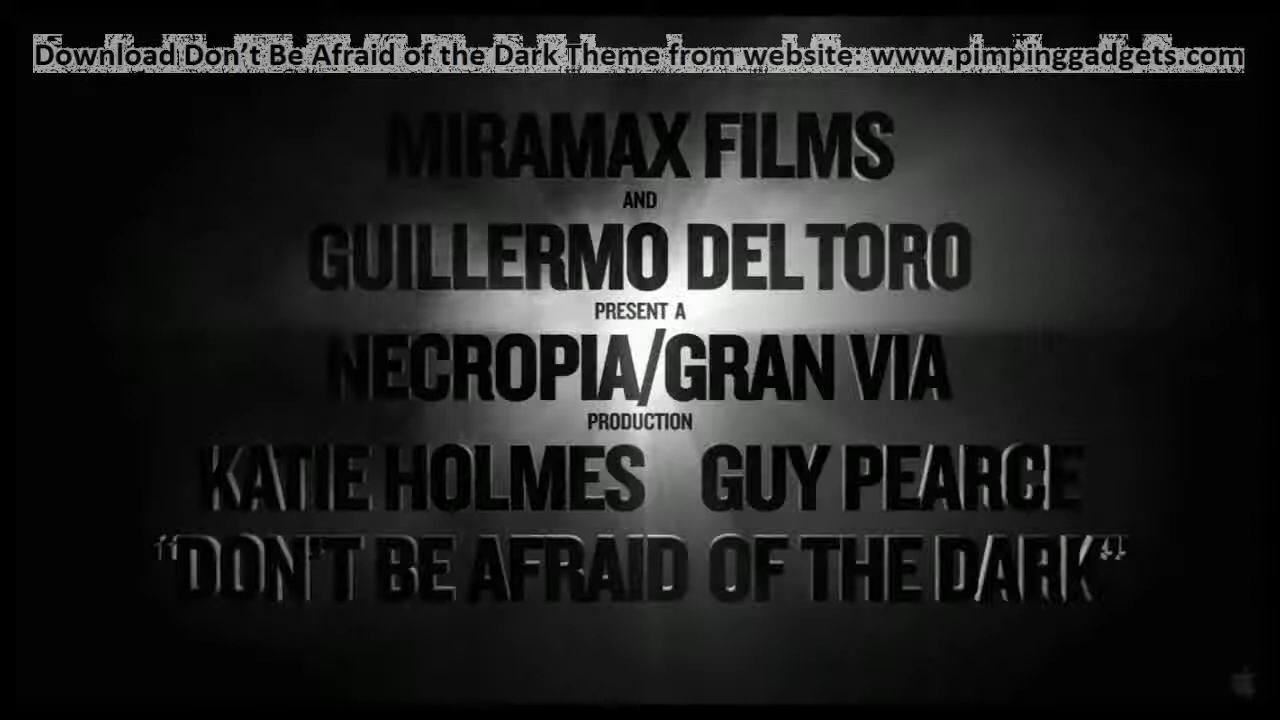 Download Don’t Be Afraid of the Dark Theme from website: www.pimpinggadgets.com
MIRAMAX FILMS
AND
GUILLERMO DEL TORO
PRESENT A
NECROPIA/GRAN VIA
PRODUCTION
KATIE HOLMES GUY PEARCE
“DON'T BE AFRAID OF THE DARK”